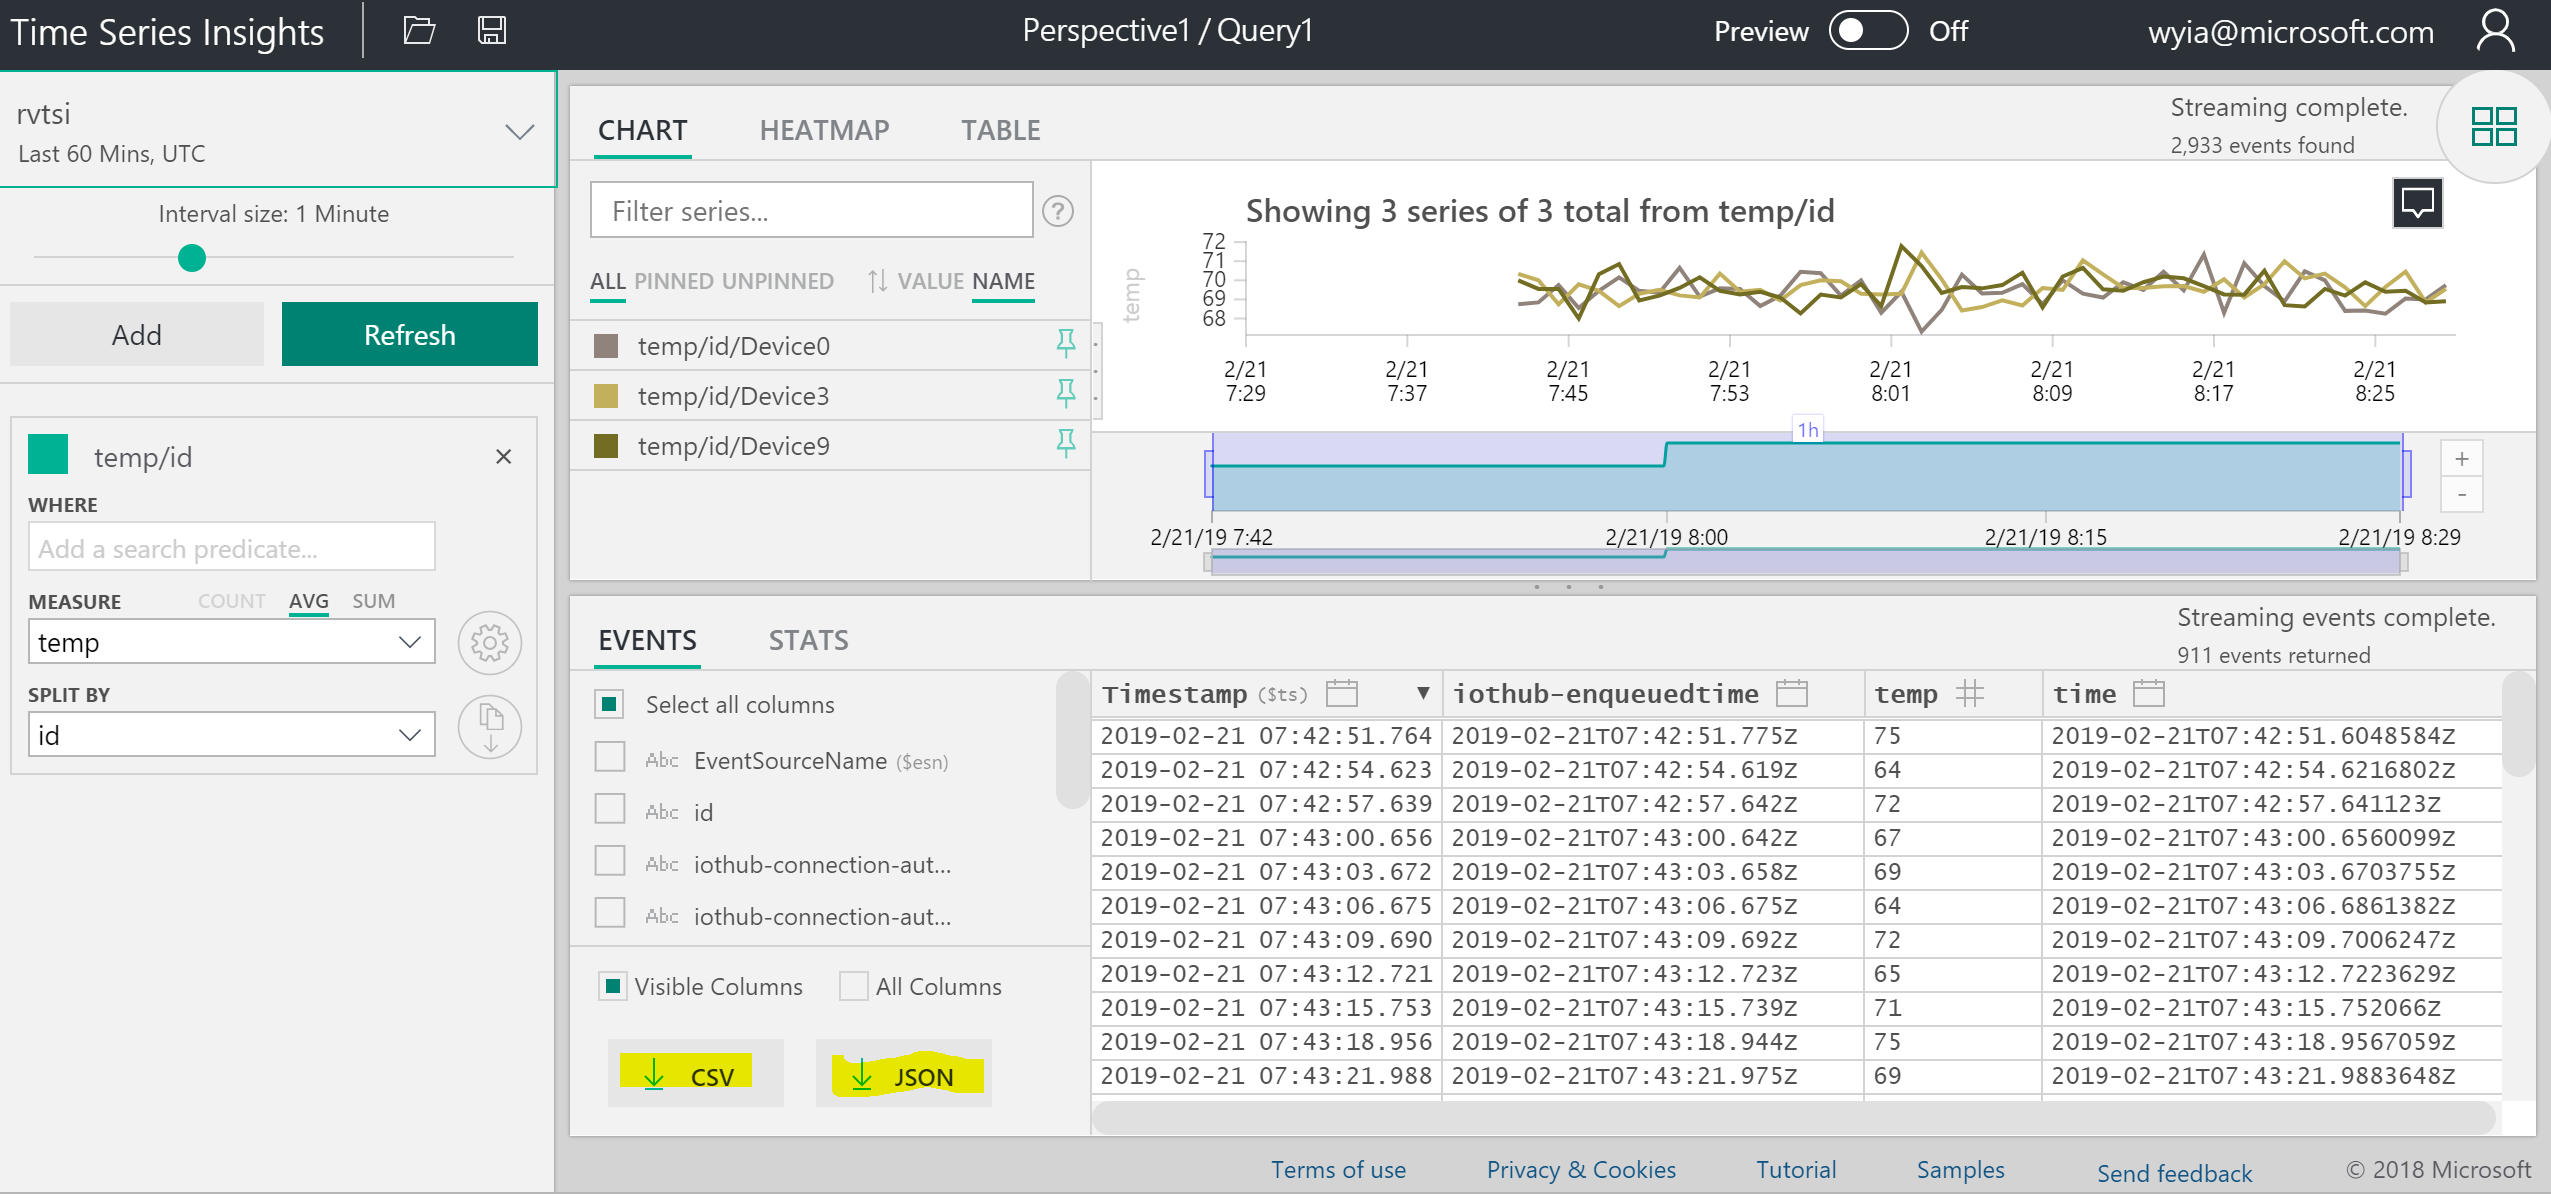 Time Series Insights
Perspective1 / Query1
Preview Off
wyia@microsoft.com
rvtsi
Last 60 Mins, UTC
Interval size: 1 Minute
Add Refresh
temp/id ×
WHERE
Add a search predicate...
MEASURE COUNT AVG SUM
temp
SPLIT BY
id
CHART HEATMAP TABLE
Streaming complete.
2,933 events found
Filter series... ?
ALL PINNED UNPINNED VALUE NAME
temp/id/Device0
temp/id/Device3
temp/id/Device9
Showing 3 series of 3 total from temp/id
temp
72
71
70
69
68
2/21 2/21 2/21 2/21 2/21 2/21 2/21 2/21
7:29 7:37 7:45 7:53 8:01 8:09 8:17 8:25
1h
+
-
2/21/19 7:42 2/21/19 8:00 2/21/19 8:15 2/21/19 8:29
EVENTS STATS
Streaming events complete.
911 events returned
Select all columns
Abc EventSourceName ($esn)
Abc id
Abc iothub-connection-aut...
Abc iothub-connection-aut...
Visible Columns All Columns
CSV JSON
Timestamp ($ts) ▼ iothub-enqueuedtime temp time
2019-02-21 07:42:51.764 2019-02-21T07:42:51.775Z 75 2019-02-21T07:42:51.6048584Z
2019-02-21 07:42:54.623 2019-02-21T07:42:54.619Z 64 2019-02-21T07:42:54.6216802Z
2019-02-21 07:42:57.639 2019-02-21T07:42:57.642Z 72 2019-02-21T07:42:57.641123Z
2019-02-21 07:43:00.656 2019-02-21T07:43:00.642Z 67 2019-02-21T07:43:00.6560099Z
2019-02-21 07:43:03.672 2019-02-21T07:43:03.658Z 69 2019-02-21T07:43:03.6703755Z
2019-02-21 07:43:06.675 2019-02-21T07:43:06.675Z 64 2019-02-21T07:43:06.6861382Z
2019-02-21 07:43:09.690 2019-02-21T07:43:09.692Z 72 2019-02-21T07:43:09.7006247Z
2019-02-21 07:43:12.721 2019-02-21T07:43:12.723Z 65 2019-02-21T07:43:12.7223629Z
2019-02-21 07:43:15.753 2019-02-21T07:43:15.739Z 71 2019-02-21T07:43:15.752066Z
2019-02-21 07:43:18.956 2019-02-21T07:43:18.944Z 75 2019-02-21T07:43:18.9567059Z
2019-02-21 07:43:21.988 2019-02-21T07:43:21.975Z 69 2019-02-21T07:43:21.9883648Z
Terms of use Privacy & Cookies Tutorial Samples Send feedback © 2018 Microsoft